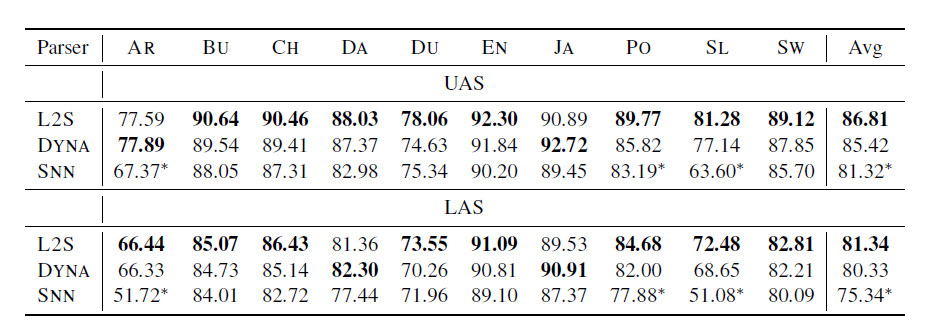 Parser AR BU CH DA DU EN JA PO SL SW Avg
UAS
L2S 77.59 90.64 90.46 88.03 78.06 92.30 90.89 89.77 81.28 89.12 86.81
DYNA 77.89 89.54 89.41 87.37 74.63 91.84 92.72 85.82 77.14 87.85 85.42
SNN 67.37* 88.05 87.31 82.98 75.34 90.20 89.45 83.19* 63.60* 85.70 81.32*
LAS
L2S 66.44 85.07 86.43 81.36 73.55 91.09 89.53 84.68 72.48 82.81 81.34
DYNA 66.33 84.73 85.14 82.30 70.26 90.81 90.91 82.00 68.65 82.21 80.33
SNN 51.72* 84.01 82.72 77.44 71.96 89.10 87.37 77.88* 51.08* 80.09 75.34*